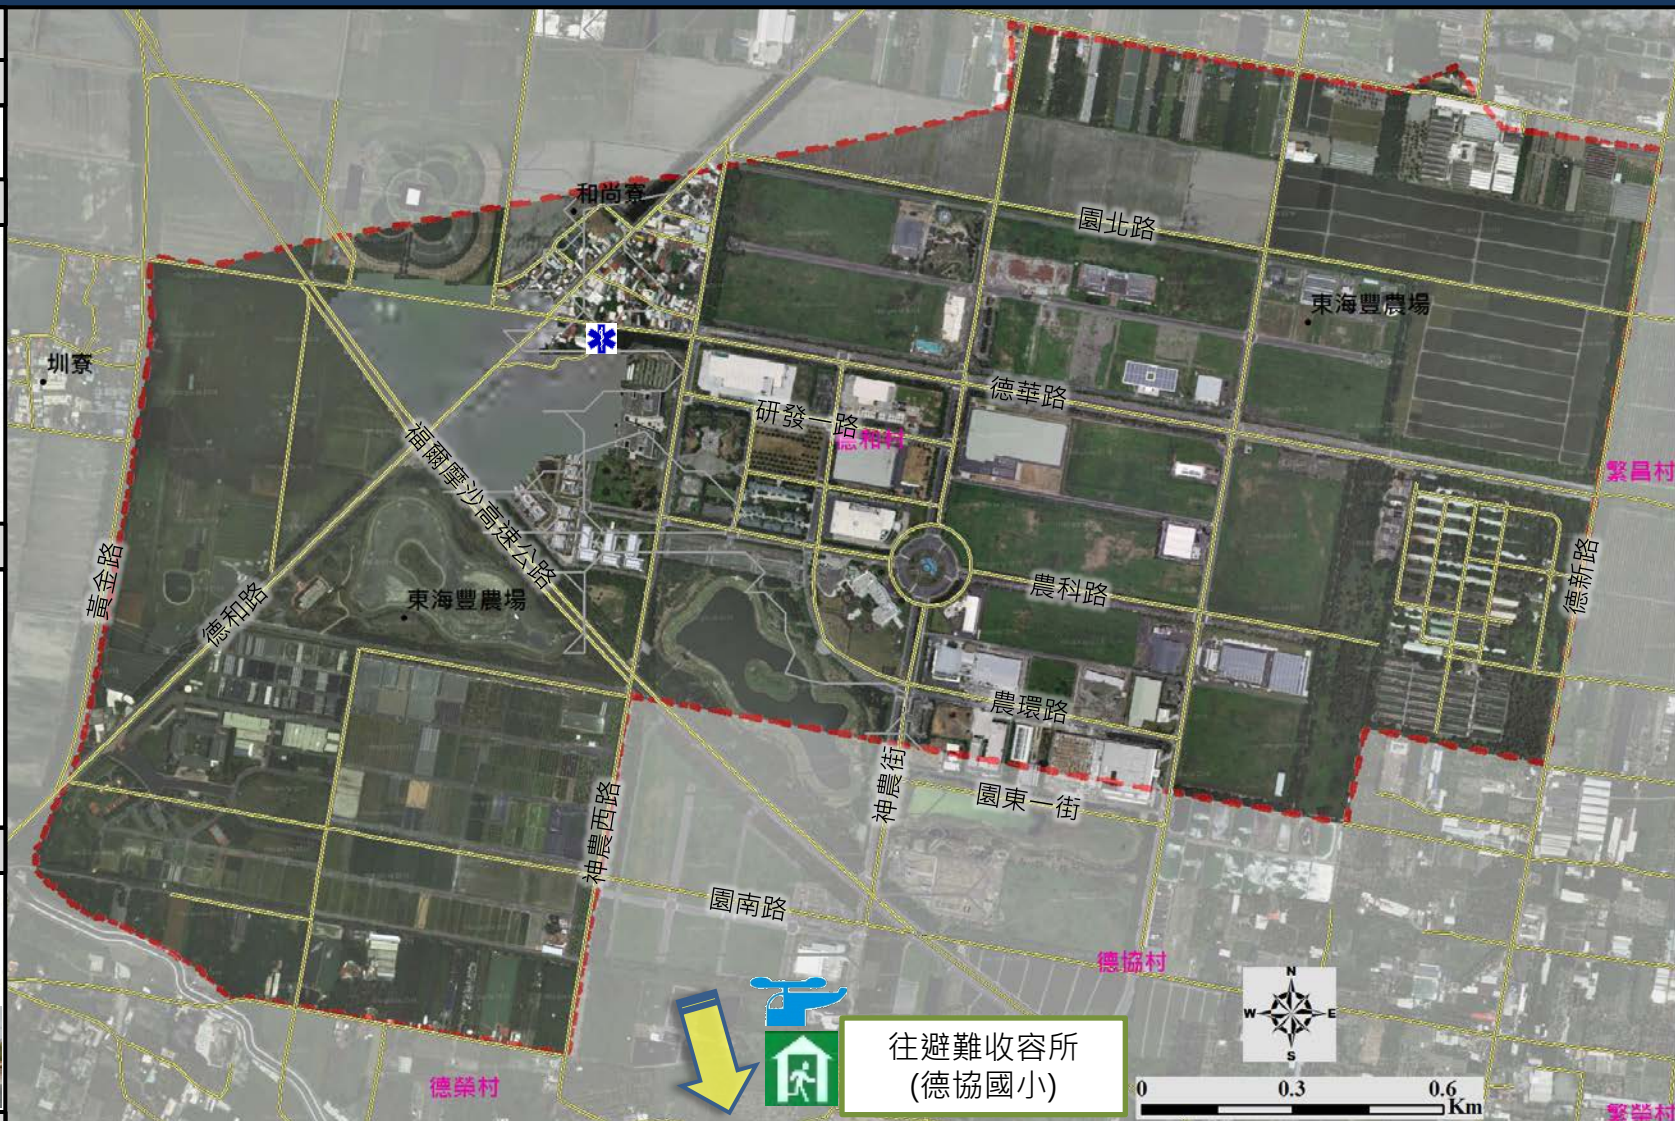 和尚寮
園北路
東海豐農場
圳寮
德華路
研發一路
德和村
福爾摩沙高速公路
繁昌村
黃金路
德和路
東海豐農場
農科路
德新路
農環路
神農街
園東一街
神農西路
園南路
德協村
N
W E
S
往避難收容所
(德協國小)
德榮村
0 0.3 0.6
Km
繁榮村